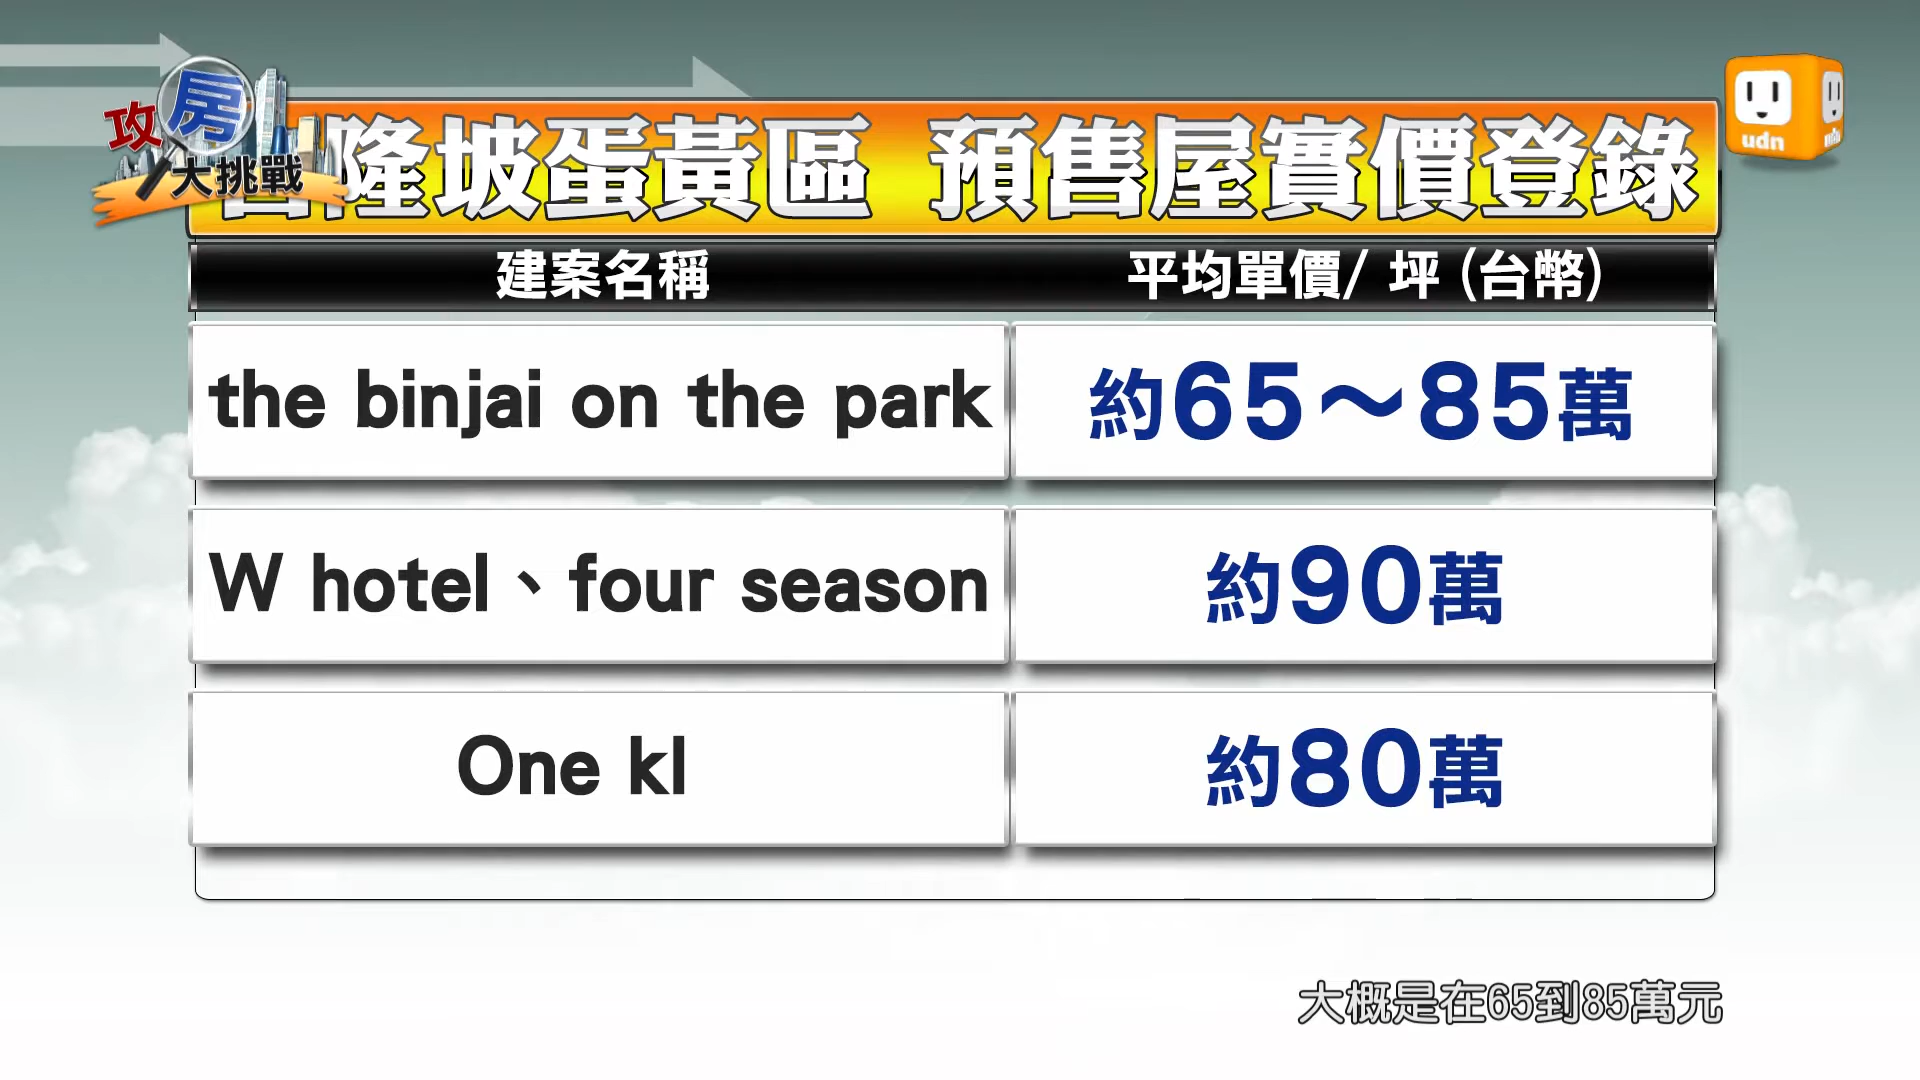 攻房大挑戰
隆坡蛋黃區 預售屋實價登錄
udn
建案名稱 平均單價/ 坪 (台幣)
the binjai on the park 約65～85萬
W hotel、four season 約90萬
One kl 約80萬
大概是在65到85萬元